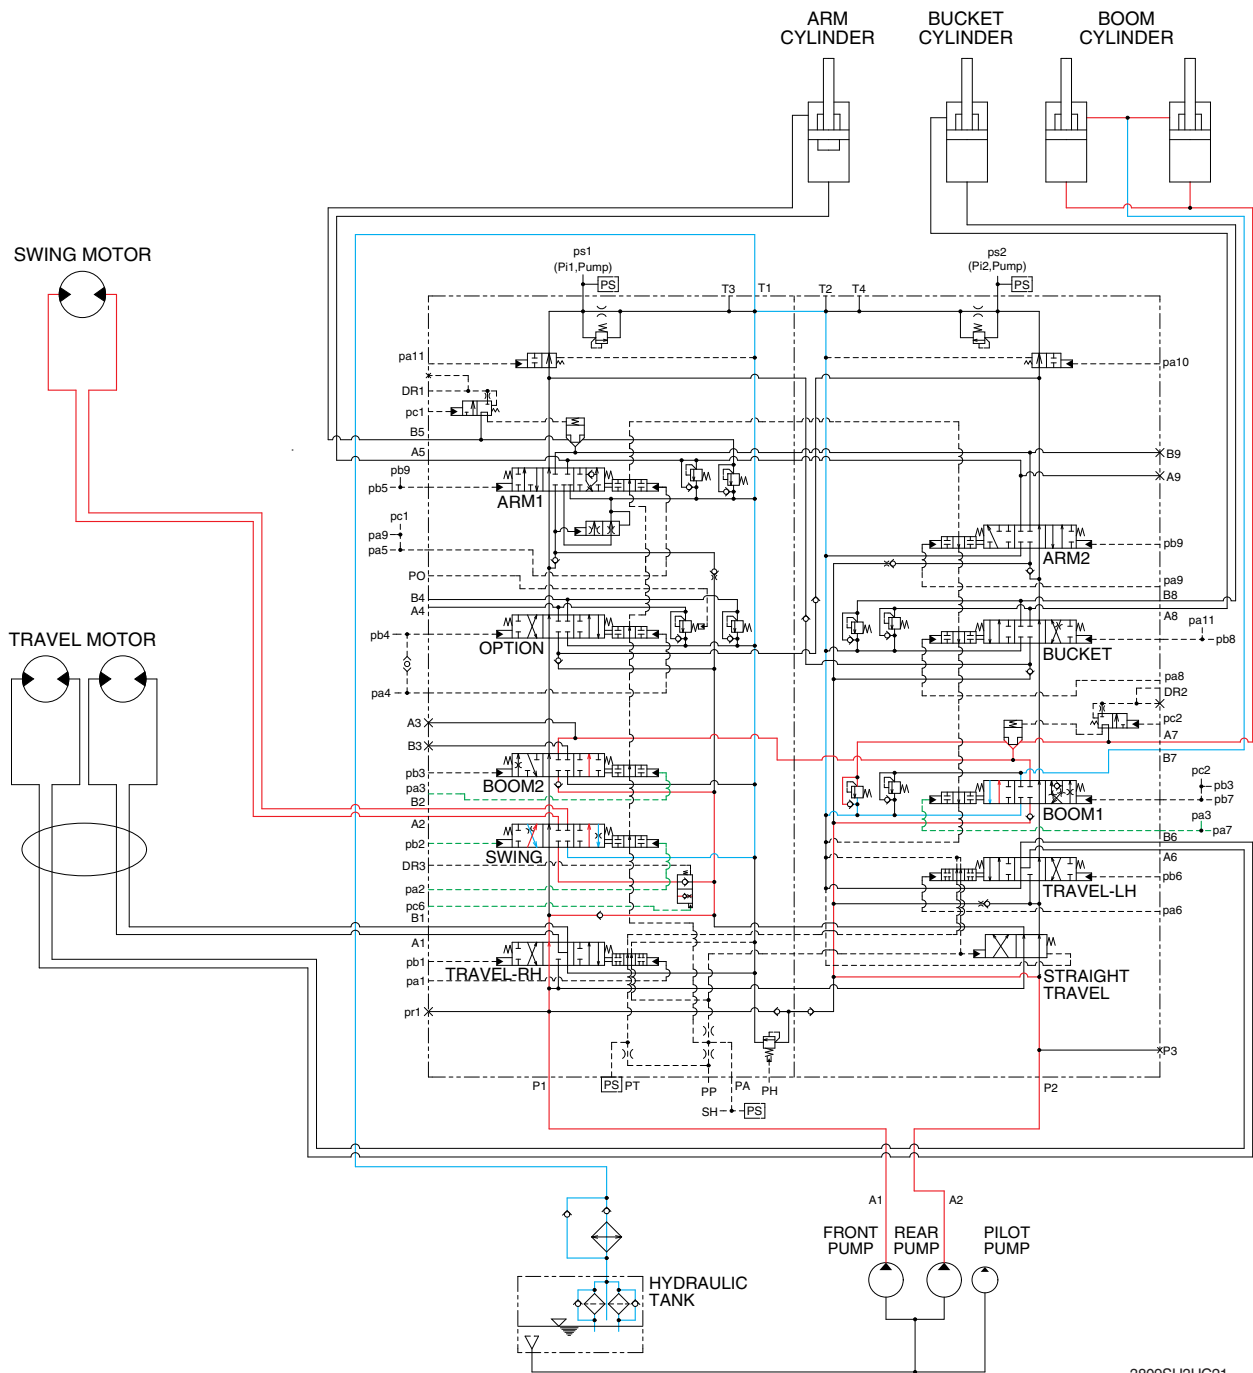 ARM
CYLINDER
BUCKET
CYLINDER
BOOM
CYLINDER
SWING MOTOR
ps1
(Pi1,Pump)
PS
ps2
(Pi2,Pump)
PS
T3
T1
T2
T4
pa11
pa10
DR1
pc1
B5
A5
B9
pb9
A9
pb5
ARM1
pc1
pa9
pa5
ARM2
pb9
PO
pa9
B4
B8
A4
A8
pa11
TRAVEL MOTOR
pb4
OPTION
BUCKET
pb8
pa4
pa8
DR2
A3
pc2
A7
B3
B7
pb3
BOOM2
pc2
pb3
pa3
BOOM1
pb7
B2
pa3
A2
pa7
B6
pb2
SWING
A6
DR3
TRAVEL-LH
pb6
pa2
pc6
pa6
B1
A1
pb1
TRAVEL-RH
STRAIGHT
TRAVEL
pa1
pr1
P3
P1
PS
PT
PP
PA
PH
P2
SH
PS
A1
A2
FRONT
PUMP
REAR
PUMP
PILOT
PUMP
HYDRAULIC
TANK